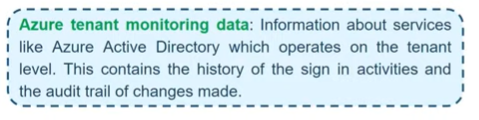 Azure tenant monitoring data: Information about services
like Azure Active Directory which operates on the tenant
level. This contains the history of the sign in activities and
the audit trail of changes made.